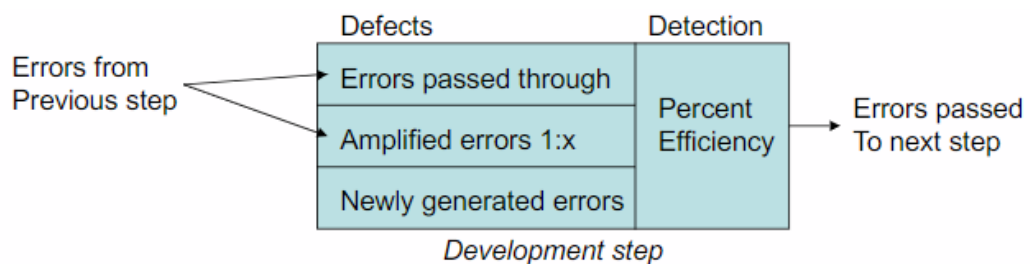 Defects
Detection
Errors from
Previous step
Errors passed through
Amplified errors 1:x
Newly generated errors
Percent
Efficiency
Errors passed
To next step
Development step